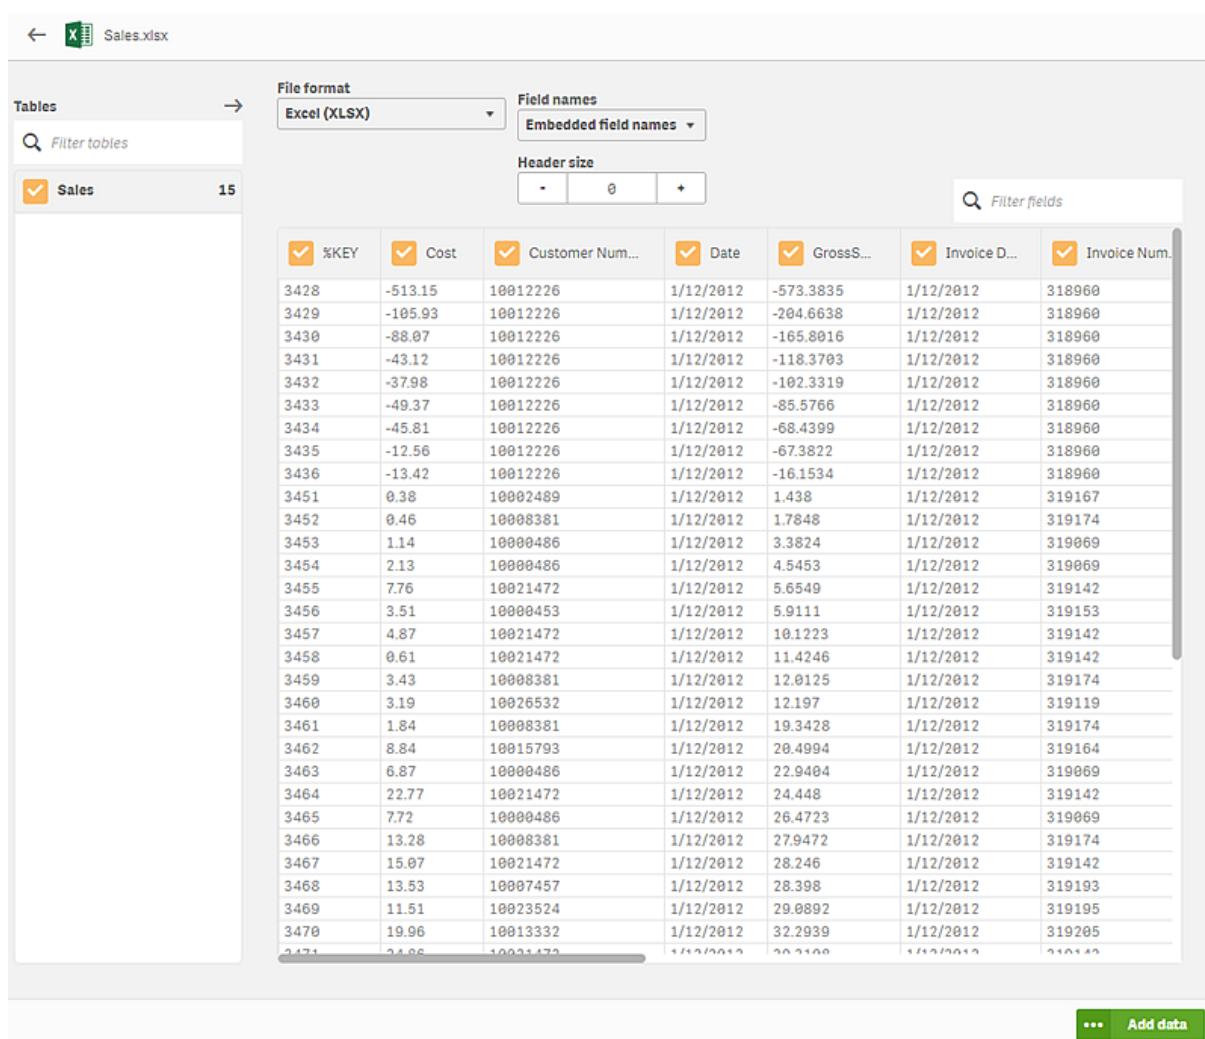 Sales.xlsx
Tables
Filter tables
Sales 15
File format
Excel (XLSX)
Field names
Embedded field names
Header size
- 0 +
Filter fields
%KEY Cost Customer Num... Date GrossS... Invoice D... Invoice Num.
3428 -513.15 10012226 1/12/2012 -573.3835 1/12/2012 318960
3429 -105.93 10012226 1/12/2012 -204.6638 1/12/2012 318960
3430 -88.07 10012226 1/12/2012 -165.8016 1/12/2012 318960
3431 -43.12 10012226 1/12/2012 -118.3703 1/12/2012 318960
3432 -37.98 10012226 1/12/2012 -102.3319 1/12/2012 318960
3433 -49.37 10012226 1/12/2012 -85.5766 1/12/2012 318960
3434 -45.81 10012226 1/12/2012 -68.4399 1/12/2012 318960
3435 -12.56 10012226 1/12/2012 -67.3822 1/12/2012 318960
3436 -13.42 10012226 1/12/2012 -16.1534 1/12/2012 318960
3451 0.38 10002489 1/12/2012 1.438 1/12/2012 319167
3452 0.46 10008381 1/12/2012 1.7848 1/12/2012 319174
3453 1.14 10000486 1/12/2012 3.3824 1/12/2012 319069
3454 2.13 10000486 1/12/2012 4.5453 1/12/2012 319069
3455 7.76 10021472 1/12/2012 5.6549 1/12/2012 319142
3456 3.51 10000453 1/12/2012 5.9111 1/12/2012 319153
3457 4.87 10021472 1/12/2012 10.1223 1/12/2012 319142
3458 0.61 10021472 1/12/2012 11.4246 1/12/2012 319142
3459 3.43 10008381 1/12/2012 12.0125 1/12/2012 319174
3460 3.19 10026532 1/12/2012 12.197 1/12/2012 319119
3461 1.84 10008381 1/12/2012 19.3428 1/12/2012 319174
3462 8.84 10015793 1/12/2012 20.4994 1/12/2012 319164
3463 6.87 10000486 1/12/2012 22.9404 1/12/2012 319069
3464 22.77 10021472 1/12/2012 24.448 1/12/2012 319142
3465 7.72 10000486 1/12/2012 26.4723 1/12/2012 319069
3466 13.28 10008381 1/12/2012 27.9472 1/12/2012 319174
3467 15.07 10021472 1/12/2012 28.246 1/12/2012 319142
3468 13.53 10007457 1/12/2012 28.398 1/12/2012 319193
3469 11.51 10023524 1/12/2012 29.0892 1/12/2012 319195
3470 19.96 10013332 1/12/2012 32.2939 1/12/2012 319205
Add data